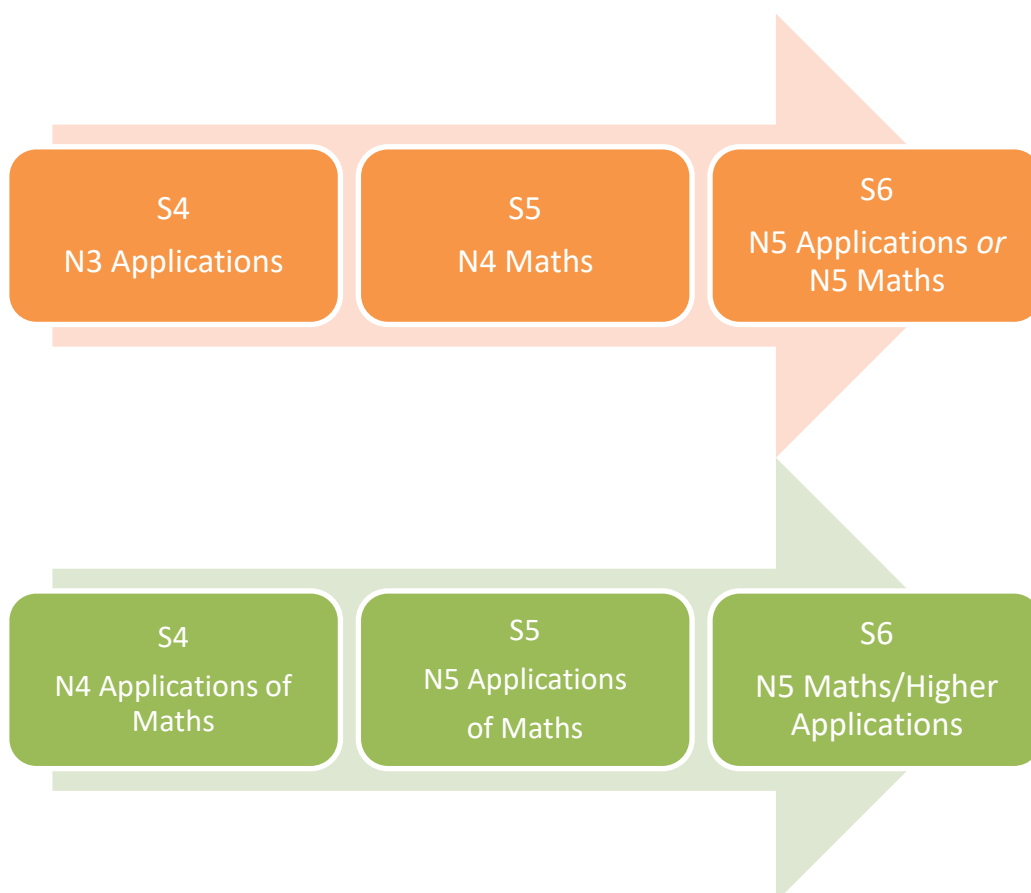 S4
N3 Applications
S5
N4 Maths
S6
N5 Applications or
N5 Maths
S4
N4 Applications of
Maths
S5
N5 Applications
of Maths
S6
N5 Maths/Higher
Applications